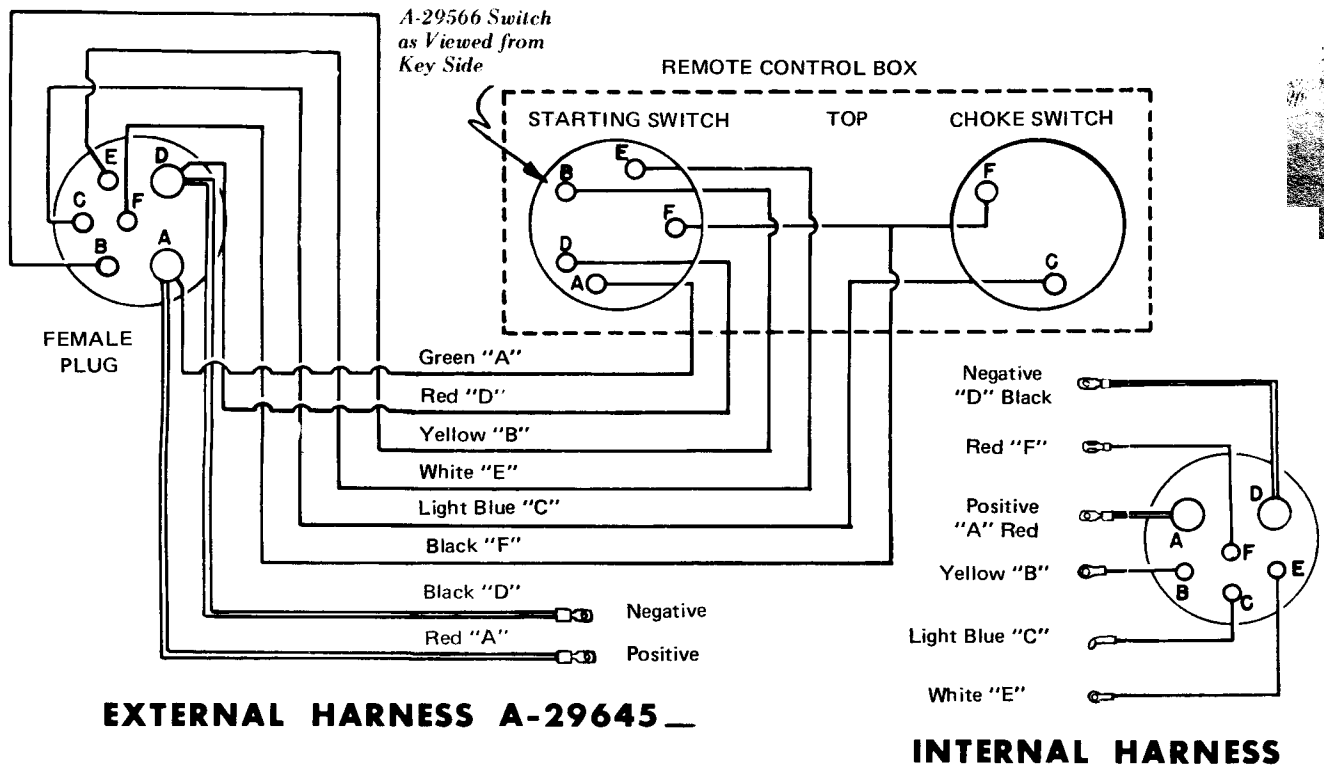 A-29566 Switch
as Viewed from
Key Side
REMOTE CONTROL BOX
STARTING SWITCH
TOP
CHOKE SWITCH
E
D
C
F
B
A
FEMALE
PLUG
E
B
F
D
A
F
C
Green "A"
Red "D"
Yellow "B"
White "E"
Light Blue "C"
Black "F"
Black "D"
Negative
Red "A"
Positive
EXTERNAL HARNESS A-29645
Negative
"D" Black
Red "F"
Positive
"A" Red
Yellow "B"
Light Blue "C"
White "E"
D
A
F
E
B
C
INTERNAL HARNESS